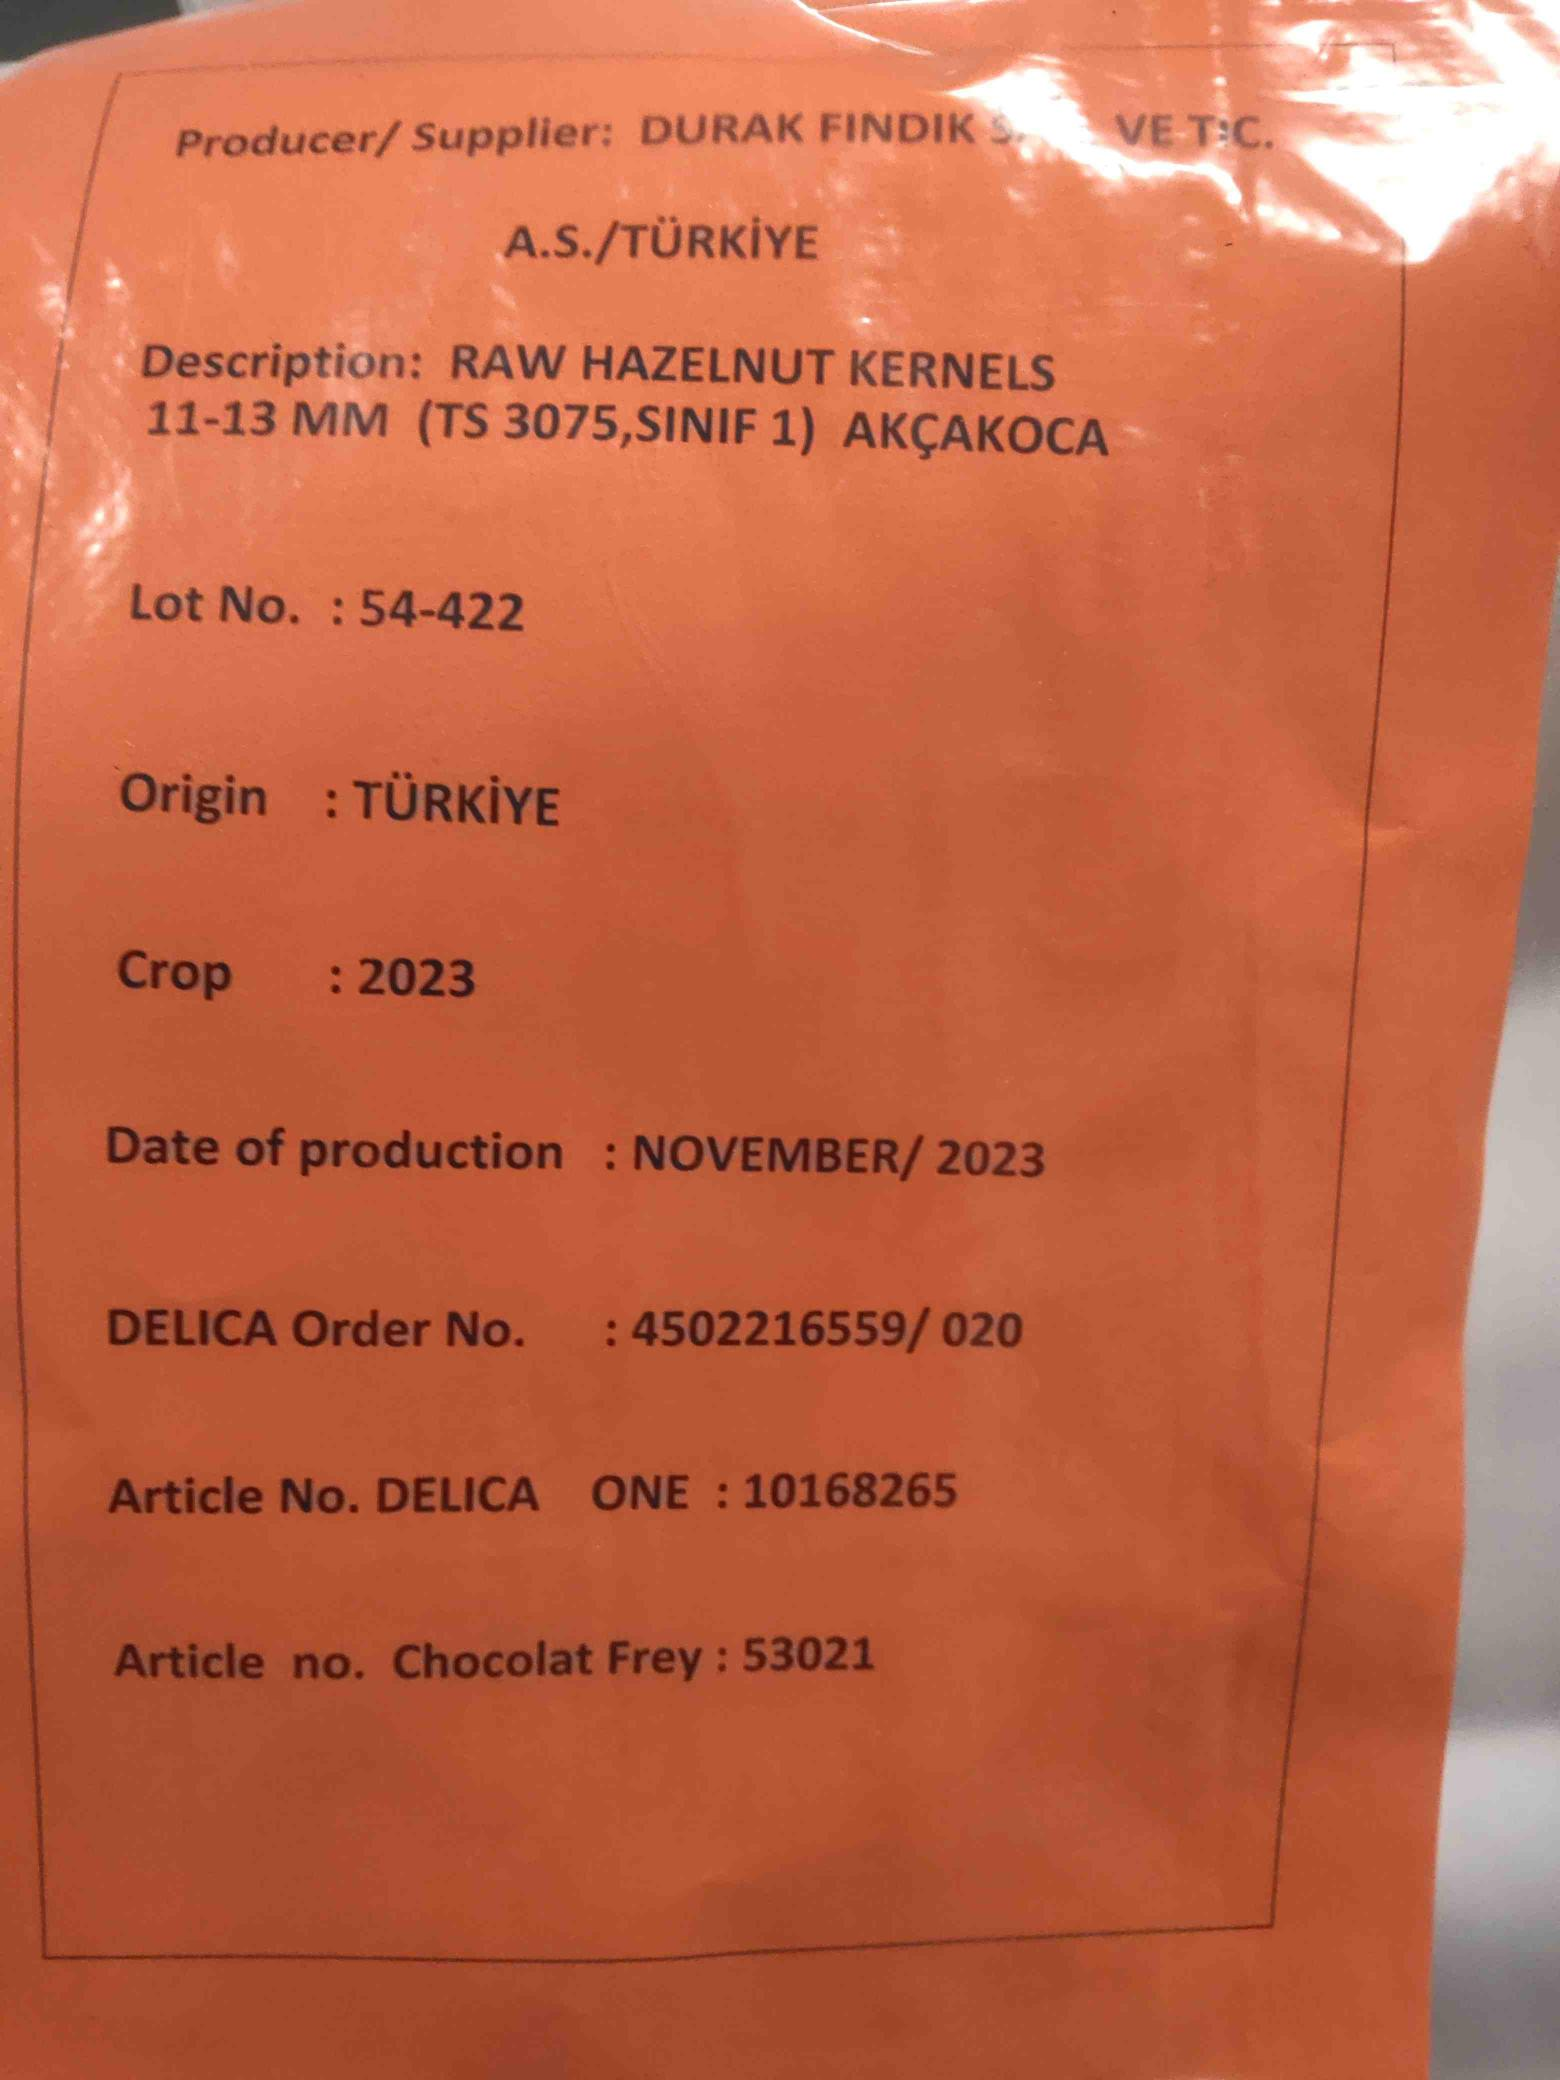 Producer/ Supplier: DURAK FINDIK VE TİC.
A.S./TÜRKİYE
Description: RAW HAZELNUT KERNELS
11-13 MM (TS 3075,SINIF 1) AKÇAKOCA
Lot No. : 54-422
Origin : TÜRKİYE
Crop : 2023
Date of production : NOVEMBER/ 2023
DELICA Order No. : 4502216559/ 020
Article No. DELICA ONE : 10168265
Article no. Chocolat Frey : 53021